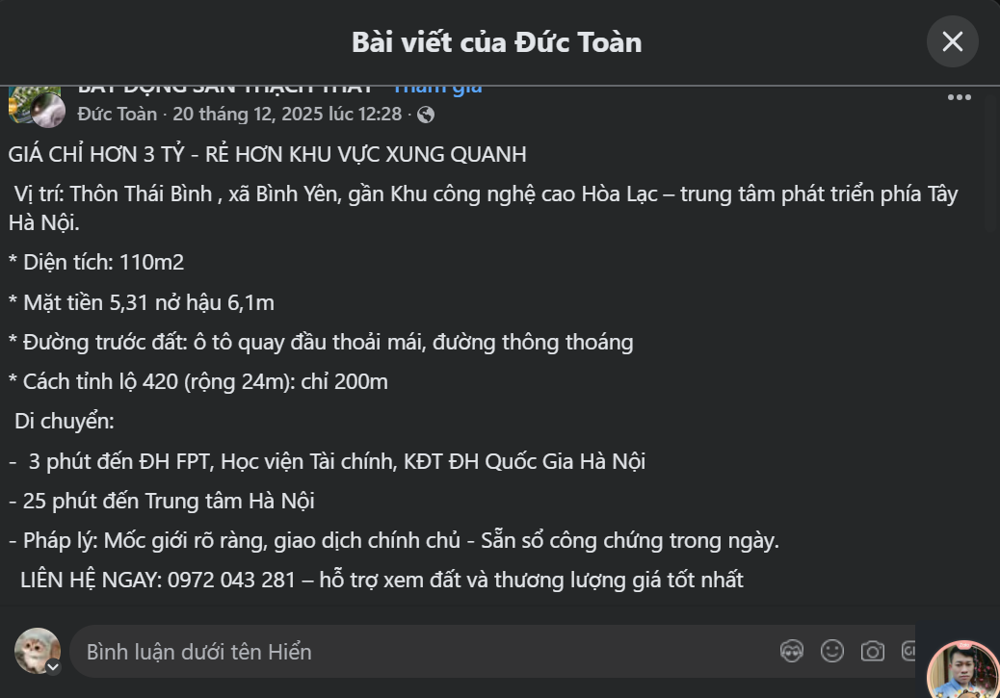 Bài viết của Đức Toàn
BẤT ĐỘNG SẢN THẠCH THẤT · Tham gia
Đức Toàn · 20 tháng 12, 2025 lúc 12:28 ·
GIÁ CHỈ HƠN 3 TỶ - RẺ HƠN KHU VỰC XUNG QUANH
Vị trí: Thôn Thái Bình , xã Bình Yên, gần Khu công nghệ cao Hòa Lạc – trung tâm phát triển phía Tây
Hà Nội.
* Diện tích: 110m2
* Mặt tiền 5,31 nở hậu 6,1m
* Đường trước đất: ô tô quay đầu thoải mái, đường thông thoáng
* Cách tỉnh lộ 420 (rộng 24m): chỉ 200m
Di chuyển:
- 3 phút đến ĐH FPT, Học viện Tài chính, KĐT ĐH Quốc Gia Hà Nội
- 25 phút đến Trung tâm Hà Nội
- Pháp lý: Mốc giới rõ ràng, giao dịch chính chủ - Sẵn sổ công chứng trong ngày.
LIÊN HỆ NGAY: 0972 043 281 – hỗ trợ xem đất và thương lượng giá tốt nhất
Bình luận dưới tên Hiển